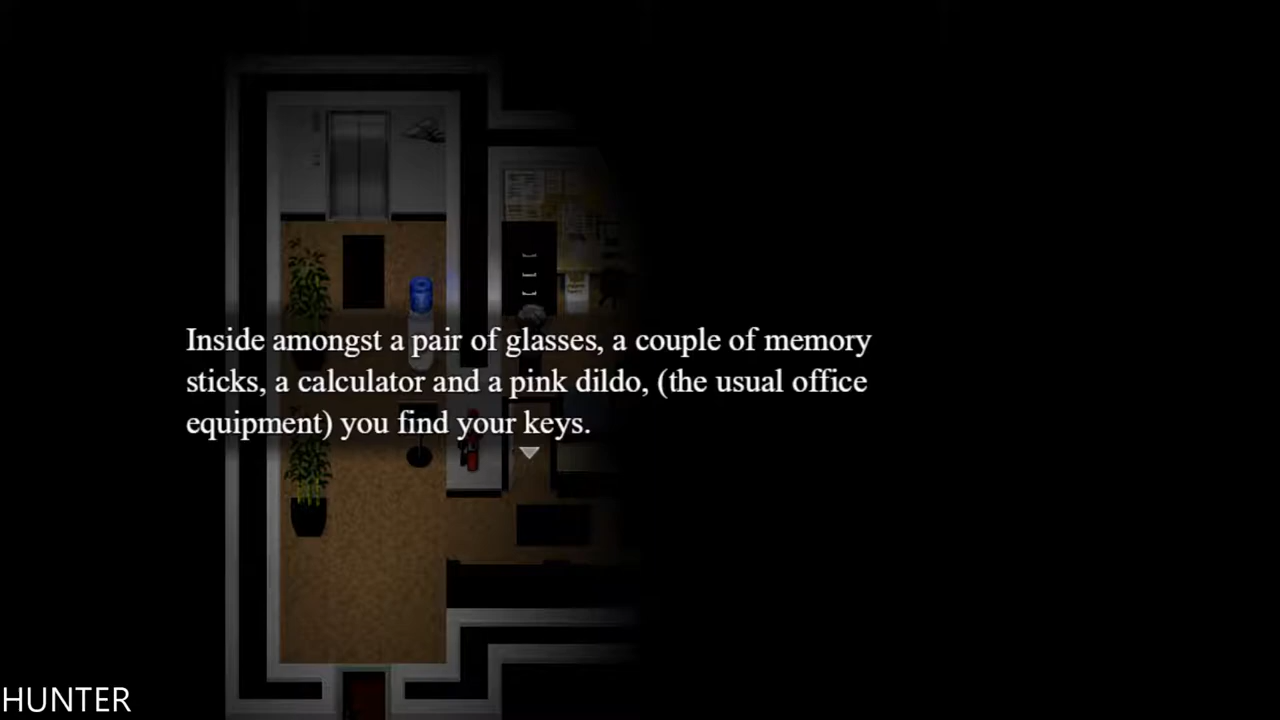 Inside amongst a pair of glasses, a couple of memory
sticks, a calculator and a pink dildo, (the usual office
equipment) you find your keys.
HUNTER